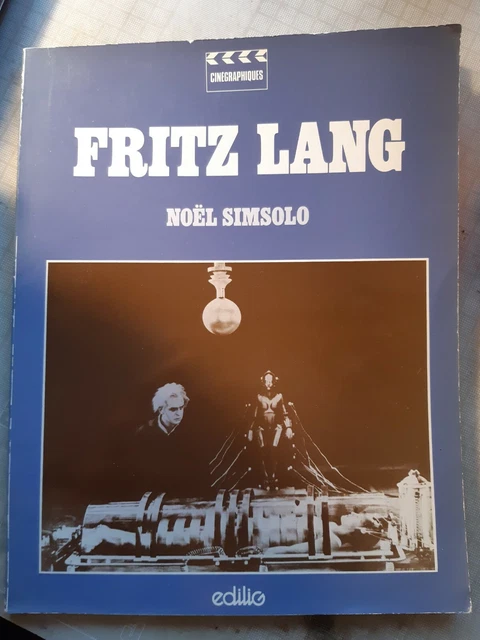 CINÉGRAPHIQUES
FRITZ LANG
NOËL SIMSOLO
edilig